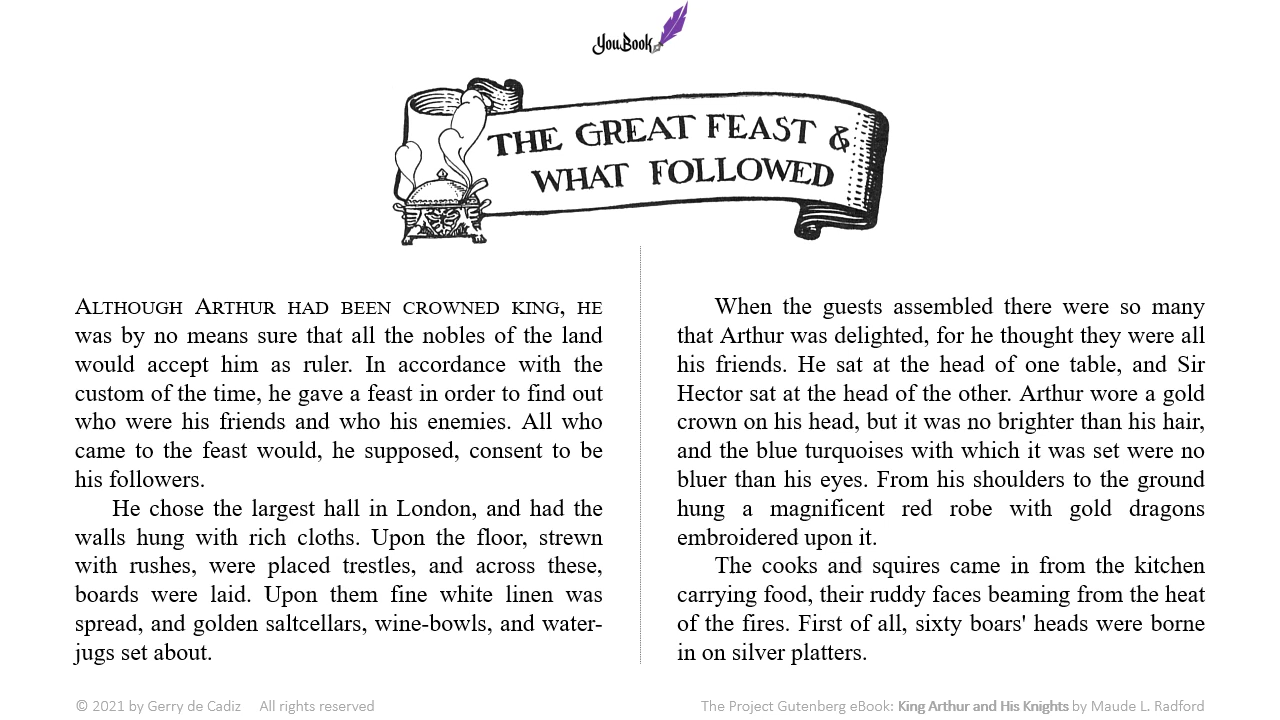 YouBook
THE GREAT FEAST &
WHAT FOLLOWED
ALTHOUGH ARTHUR HAD BEEN CROWNED KING, HE
was by no means sure that all the nobles of the land
would accept him as ruler. In accordance with the
custom of the time, he gave a feast in order to find out
who were his friends and who his enemies. All who
came to the feast would, he supposed, consent to be
his followers.
He chose the largest hall in London, and had the
walls hung with rich cloths. Upon the floor, strewn
with rushes, were placed trestles, and across these,
boards were laid. Upon them fine white linen was
spread, and golden saltcellars, wine-bowls, and water-
jugs set about.
When the guests assembled there were so many
that Arthur was delighted, for he thought they were all
his friends. He sat at the head of one table, and Sir
Hector sat at the head of the other. Arthur wore a gold
crown on his head, but it was no brighter than his hair,
and the blue turquoises with which it was set were no
bluer than his eyes. From his shoulders to the ground
hung a magnificent red robe with gold dragons
embroidered upon it.
The cooks and squires came in from the kitchen
carrying food, their ruddy faces beaming from the heat
of the fires. First of all, sixty boars' heads were borne
in on silver platters.
© 2021 by Gerry de Cadiz All rights reserved
The Project Gutenberg eBook: King Arthur and His Knights by Maude L. Radford